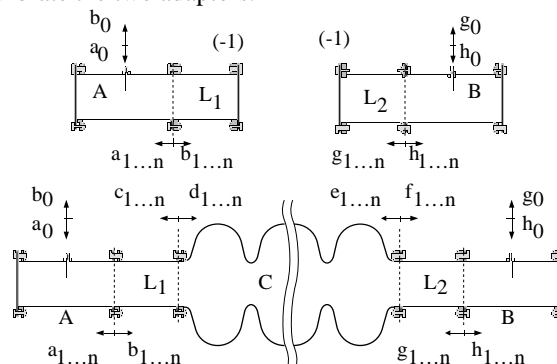 b0 (-1) (-1) g0
a0 h0
A L1 L2 B
a1...n b1...n g1...n h1...n
b0 c1...n d1...n e1...n f1...n g0
a0 h0
L1 C L2
A B
a1...n b1...n g1...n h1...n